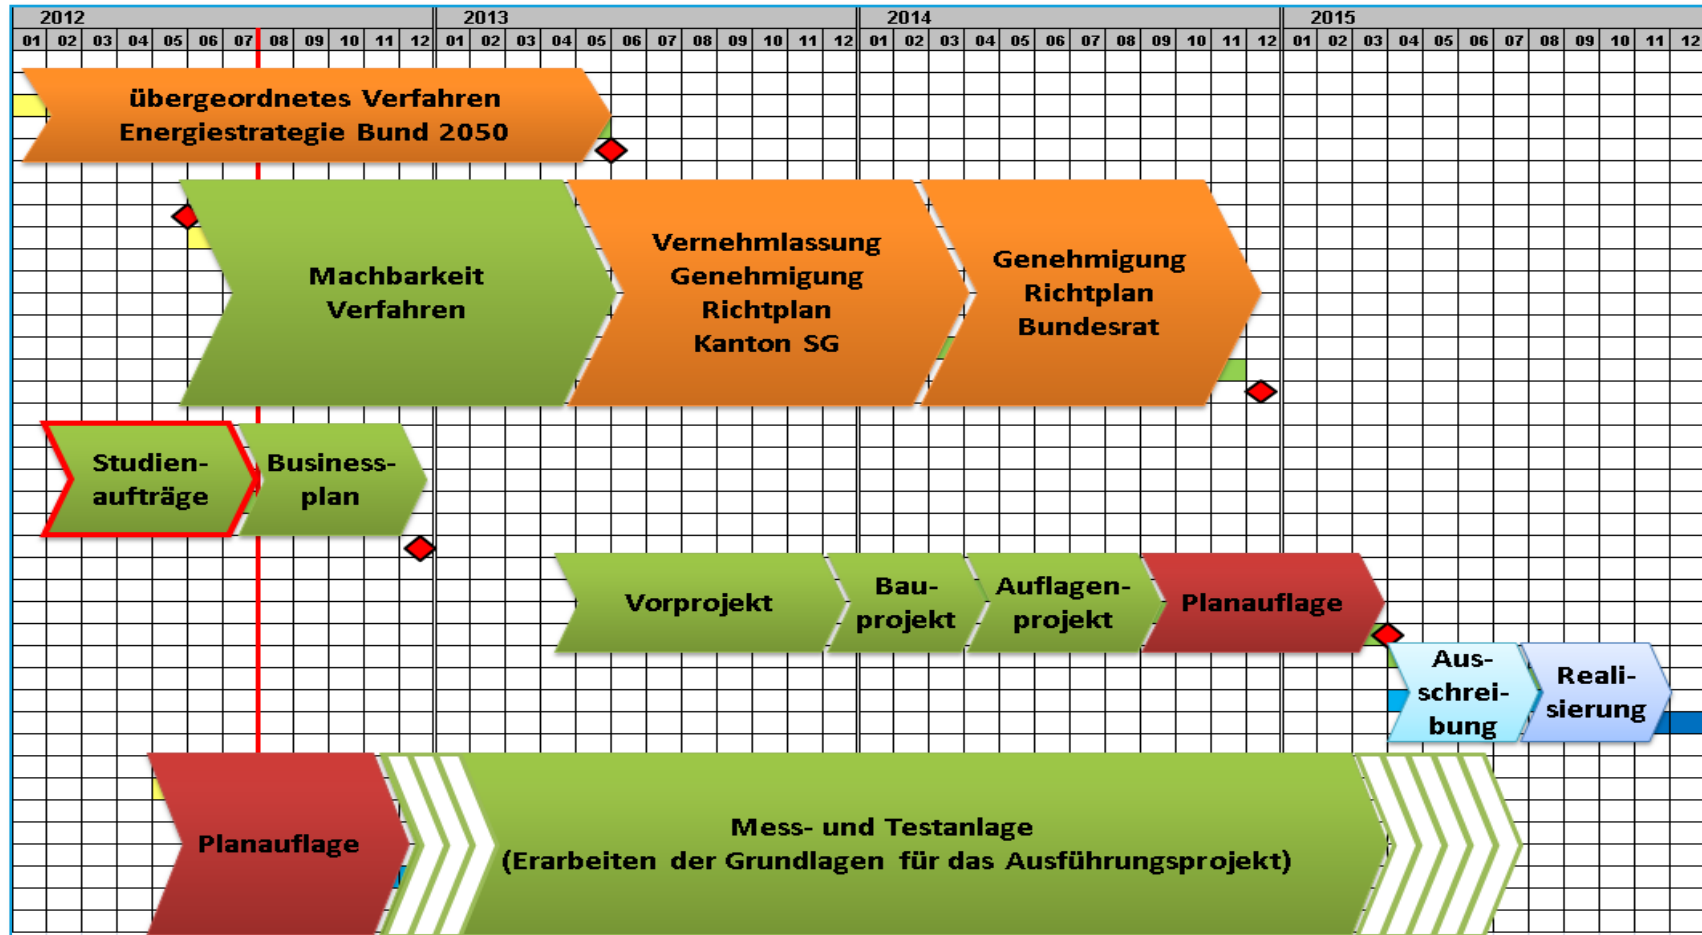 2012 2013 2014 2015
01 02 03 04 05 06 07 08 09 10 11 12 01 02 03 04 05 06 07 08 09 10 11 12 01 02 03 04 05 06 07 08 09 10 11 12 01 02 03 04 05 06 07 08 09 10 11 12
übergeordnetes Verfahren
Energiestrategie Bund 2050
Machbarkeit
Verfahren
Vernehmlassung
Genehmigung
Richtplan
Kanton SG
Genehmigung
Richtplan
Bundesrat
Studien-
aufträge
Business-
plan
Vorprojekt
Bau-
projekt
Auflagen-
projekt
Planauflage
Aus-
schrei-
bung
Reali-
sierung
Planauflage
Mess- und Testanlage
(Erarbeiten der Grundlagen für das Ausführungsprojekt)